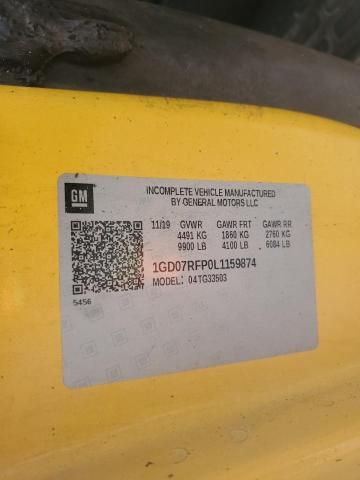 GM
INCOMPLETE VEHICLE MANUFACTURED
BY GENERAL MOTORS LLC
11/19 GVWR GAWR FRT GAWR RR
4491 KG 1860 KG 2760 KG
9900 LB 4100 LB 6084 LB
1GD07RFP0L1159874
MODEL: 04TG33503
5456